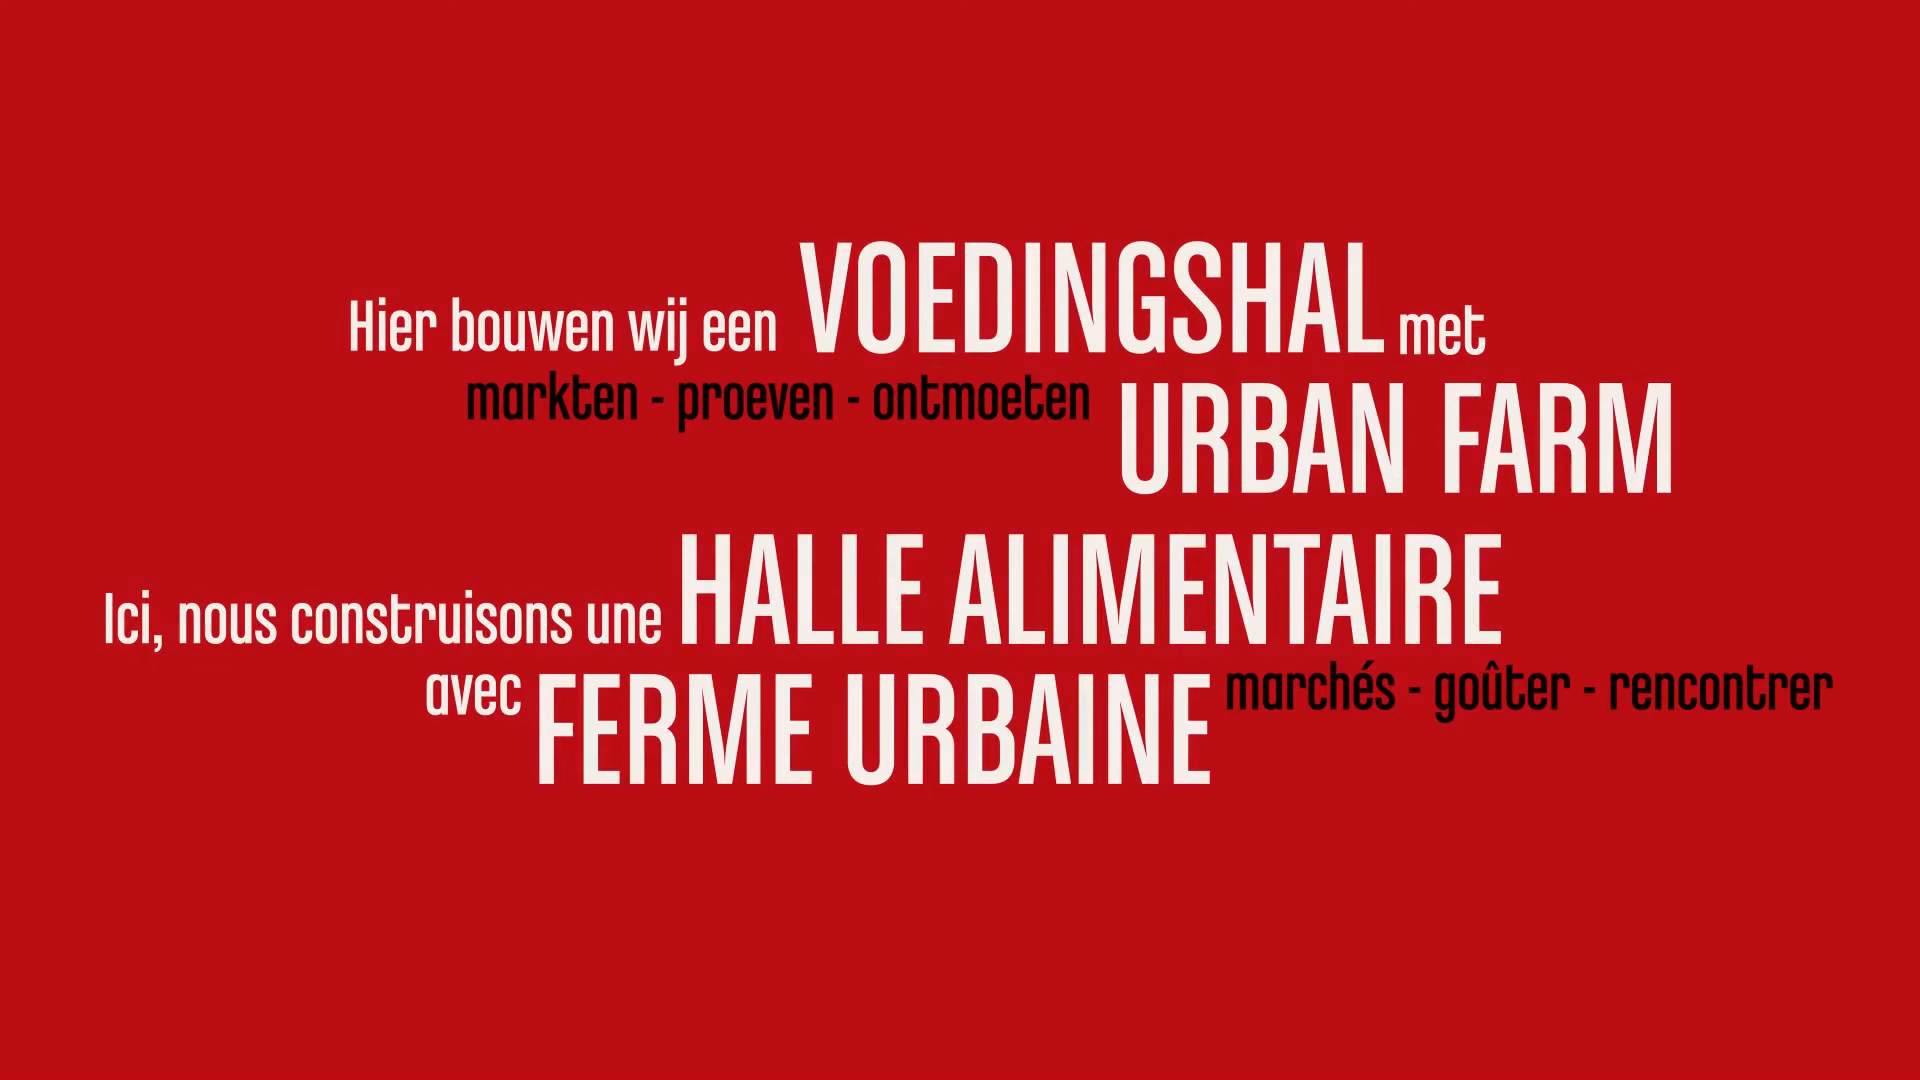 Hier bouwen wij een VOEDINGSHAL met
markten - proeven - ontmoeten URBAN FARM
Ici, nous construisons une HALLE ALIMENTAIRE
avec FERME URBAINE marchés - goûter - rencontrer